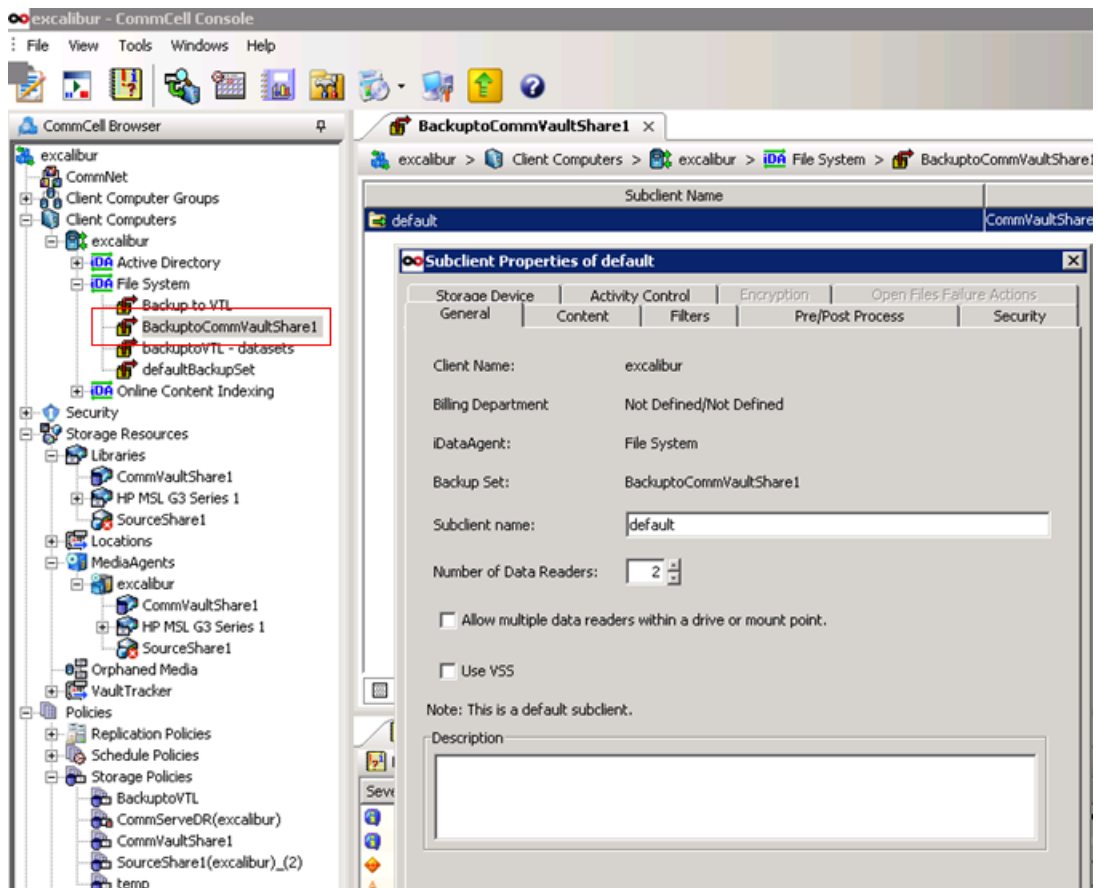 excalibur - CommCell Console
File View Tools Windows Help
CommCell Browser
excalibur
CommNet
Client Computer Groups
Client Computers
excalibur
iDA Active Directory
iDA File System
Backup to VTL
BackuptoCommVaultShare1
backuptoVTL - datasets
defaultBackupSet
iDA Online Content Indexing
Security
Storage Resources
Libraries
CommVaultShare1
HP MSL G3 Series 1
SourceShare1
Locations
MediaAgents
excalibur
CommVaultShare1
HP MSL G3 Series 1
SourceShare1
Orphaned Media
VaultTracker
Policies
Replication Policies
Schedule Policies
Storage Policies
BackuptoVTL
CommServeDR(excalibur)
CommVaultShare1
SourceShare1(excalibur)_(2)
temp
BackuptoCommVaultShare1
excalibur > Client Computers > excalibur > iDA File System > BackuptoCommVaultShare1
Subclient Name
default CommVaultShare
Subclient Properties of default
Storage Device Activity Control Encryption Open Files Failure Actions
General Content Filters Pre/Post Process Security
Client Name: excalibur
Billing Department Not Defined/Not Defined
iDataAgent: File System
Backup Set: BackuptoCommVaultShare1
Subclient name: default
Number of Data Readers: 2
Allow multiple data readers within a drive or mount point.
Use VSS
Note: This is a default subclient.
Description
Seve